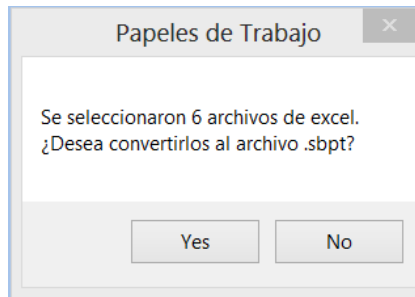 Papeles de Trabajo
Se seleccionaron 6 archivos de excel.
¿Desea convertirlos al archivo .sbpt?
Yes
No